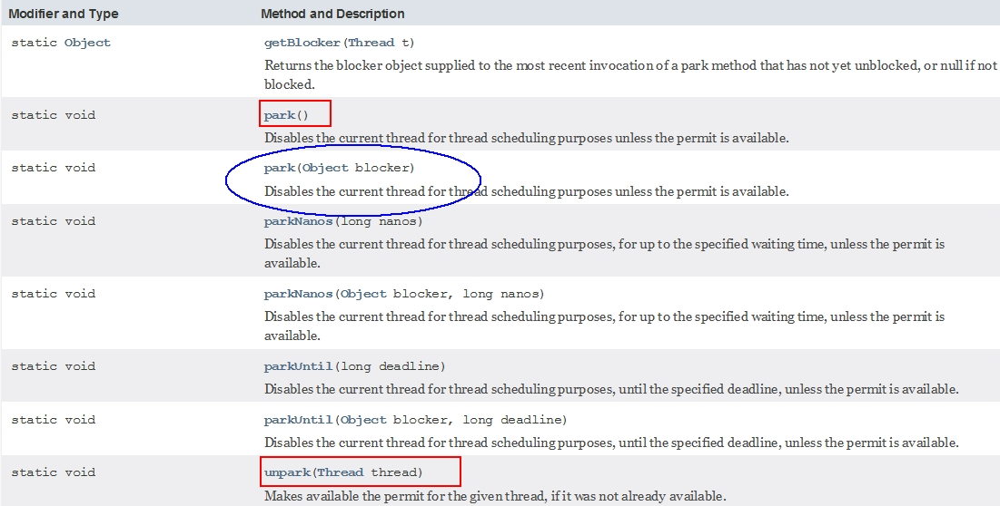 Modifier and Type Method and Description
static Object getBlocker(Thread t)
Returns the blocker object supplied to the most recent invocation of a park method that has not yet unblocked, or null if not
blocked.
static void park()
Disables the current thread for thread scheduling purposes unless the permit is available.
static void park(Object blocker)
Disables the current thread for thread scheduling purposes unless the permit is available.
static void parkNanos(long nanos)
Disables the current thread for thread scheduling purposes, for up to the specified waiting time, unless the permit is
available.
static void parkNanos(Object blocker, long nanos)
Disables the current thread for thread scheduling purposes, for up to the specified waiting time, unless the permit is
available.
static void parkUntil(long deadline)
Disables the current thread for thread scheduling purposes, until the specified deadline, unless the permit is available.
static void parkUntil(Object blocker, long deadline)
Disables the current thread for thread scheduling purposes, until the specified deadline, unless the permit is available.
static void unpark(Thread thread)
Makes available the permit for the given thread, if it was not already available.